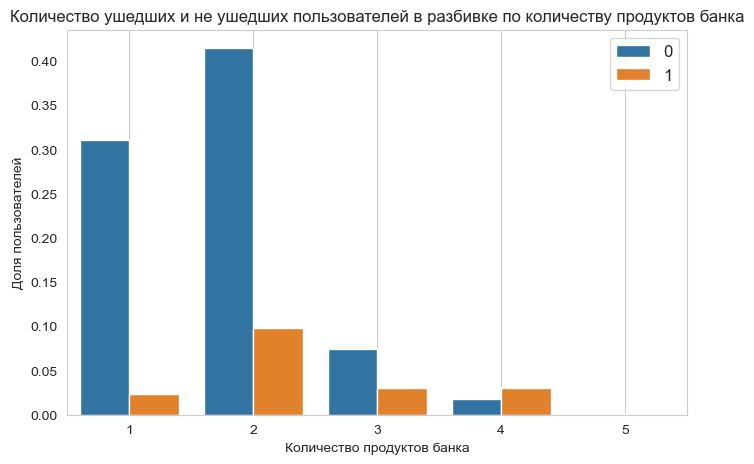 Количество ушедших и не ушедших пользователей в разбивке по количеству продуктов банка
0
1
0.40
0.35
0.30
0.25
0.20
0.15
0.10
0.05
0.00
Доля пользователей
1 2 3 4 5
Количество продуктов банка